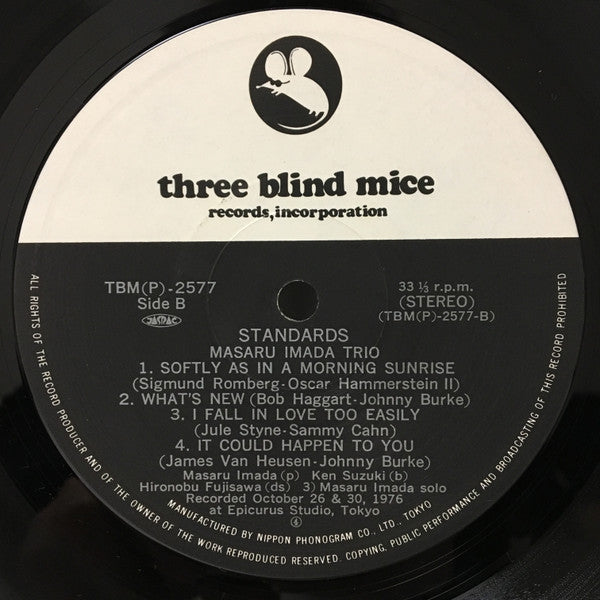 three blind mice
records, incorporation
TBM(P)-2577
Side B
JASRAC
33 ⅓ r.p.m.
(STEREO)
(TBM(P)-2577-B)
STANDARDS
MASARU IMADA TRIO
1. SOFTLY AS IN A MORNING SUNRISE
(Sigmund Romberg-Oscar Hammerstein II)
2. WHAT'S NEW (Bob Haggart-Johnny Burke)
3. I FALL IN LOVE TOO EASILY
(Jule Styne-Sammy Cahn)
4. IT COULD HAPPEN TO YOU
(James Van Heusen-Johnny Burke)
Masaru Imada (p)   Ken Suzuki (b)
Hironobu Fujisawa (ds)   3) Masaru Imada solo
Recorded October 26 & 30, 1976
at Epicurus Studio, Tokyo
④
MANUFACTURED BY NIPPON PHONOGRAM CO., LTD., TOKYO
ALL RIGHTS OF THE RECORD PRODUCER AND OF THE OWNER OF THE WORK REPRODUCED RESERVED. COPYING, PUBLIC PERFORMANCE AND BROADCASTING OF THIS RECORD PROHIBITED